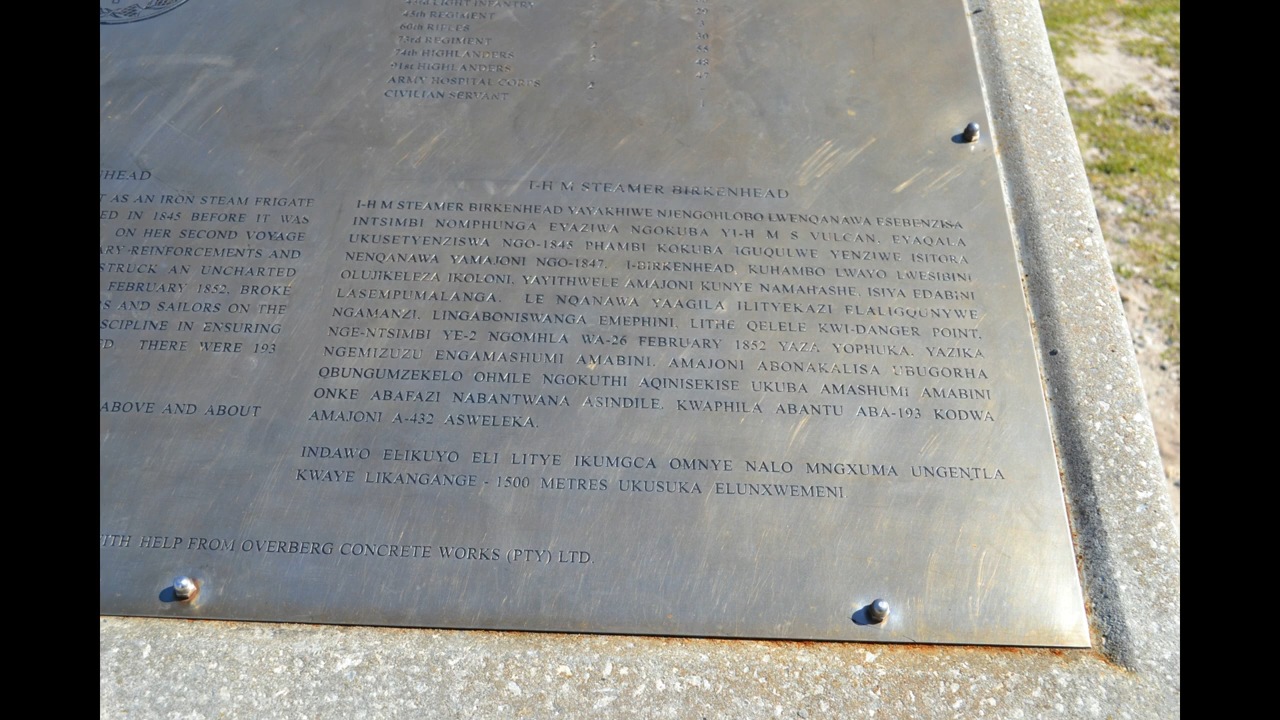 45th REGIMENT
60th RIFLES
73rd REGIMENT
74th HIGHLANDERS
91st HIGHLANDERS
ARMY HOSPITAL CORPS
CIVILIAN SERVANT
NHEAD
T AS AN IRON STEAM FRIGATE
ED IN 1845 BEFORE IT WAS
ON HER SECOND VOYAGE
ARY REINFORCEMENTS AND
STRUCK AN UNCHARTED
FEBRUARY 1852, BROKE
RS AND SAILORS ON THE
SCIPLINE IN ENSURING
ED. THERE WERE 193
ABOVE AND ABOUT
I-H M STEAMER BIRKENHEAD
I-H M STEAMER BIRKENHEAD YAYAKHIWE NJENGOHLOBO LWENQANAWA ESEBENZISA
INTSIMBI NOMPHUNGA EYAZIWA NGOKUBA YI-H M S VULCAN. EYAQALA
UKUSETYENZISWA NGO-1845 PHAMBI KOKUBA IGUQULWE YENZIWE ISITORA
NENQANAWA YAMAJONI NGO-1847. I-BIRKENHEAD, KUHAMBO LWAYO LWESIBINI
OLUJIKELEZA IKOLONI, YAYITHWELE AMAJONI KUNYE NAMAHASHE, ISIYA EDABINI
LASEMPUMALANGA. LE NQANAWA YAAGILA ILITYEKAZI ELALIGQUNYWE
NGAMANZI, LINGABONISWANGA EMEPHINI, LITHE QELELE KWI-DANGER POINT,
NGE-NTSIMBI YE-2 NGOMHLA WA-26 FEBRUARY 1852 YAZA YOPHUKA, YAZIKA
NGEMIZUZU ENGAMASHUMI AMABINI. AMAJONI ABONAKALISA UBUGORHA
OBUNGUMZEKELO OHMLE NGOKUTHI AQINISEKISE UKUBA AMASHUMI AMABINI
ONKE ABAFAZI NABANTWANA ASINDILE. KWAPHILA ABANTU ABA-193 KODWA
AMAJONI A-432 ASWELEKA.
INDAWO ELIKUYO ELI LITYE IKUMGCA OMNYE NALO MNGXUMA UNGENTLA
KWAYE LIKANGANGE - 1500 METRES UKUSUKA ELUNXWEMENI
WITH HELP FROM OVERBERG CONCRETE WORKS (PTY) LTD.